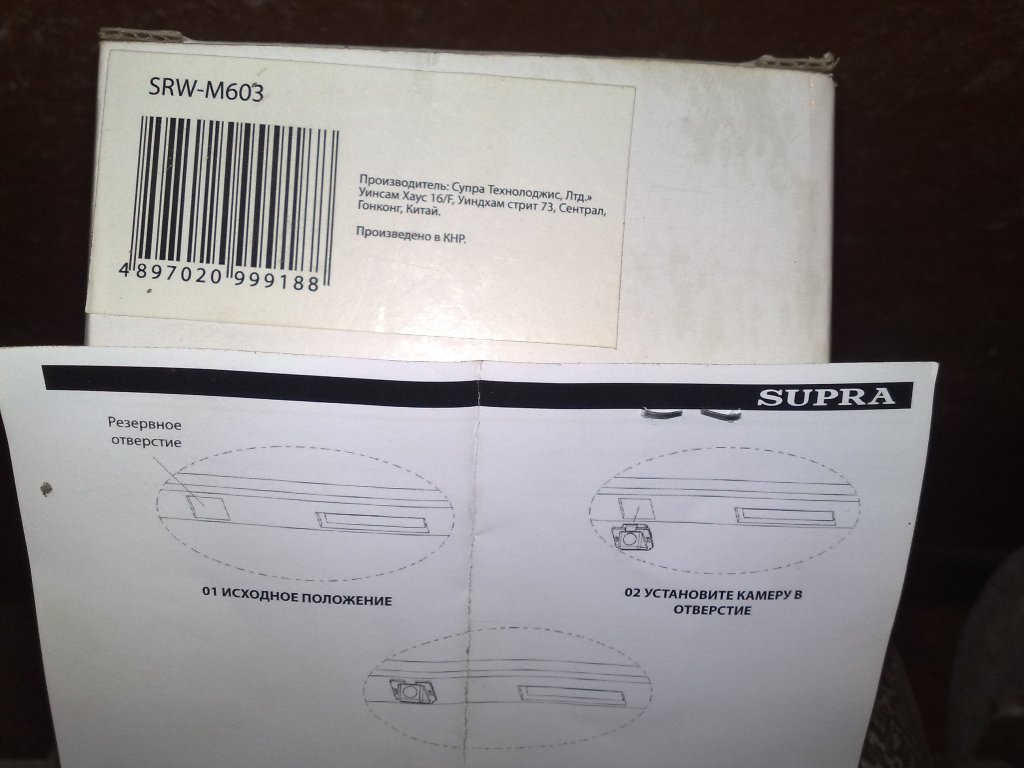 SRW-M603
Производитель: Супра Технолоджис, Лтд.»
Уинсам Хаус 16/F, Уиндхам стрит 73, Сентрал,
Гонконг, Китай.
Произведено в КНР.
4 897020 999188
SUPRA
Резервное
отверстие
01 ИСХОДНОЕ ПОЛОЖЕНИЕ
02 УСТАНОВИТЕ КАМЕРУ В
ОТВЕРСТИЕ